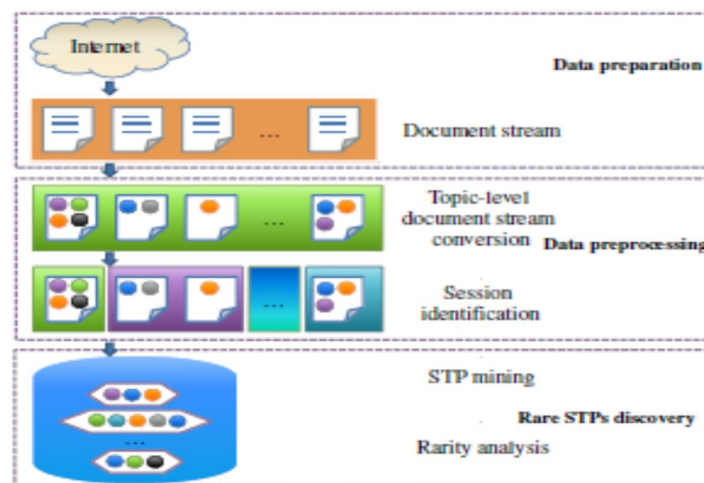 Internet
Data preparation
...
Document stream
Topic-level
document stream
conversion
Data preprocessing
...
...
Session
identification
STP mining
Rare STPs discovery
...
Rarity analysis